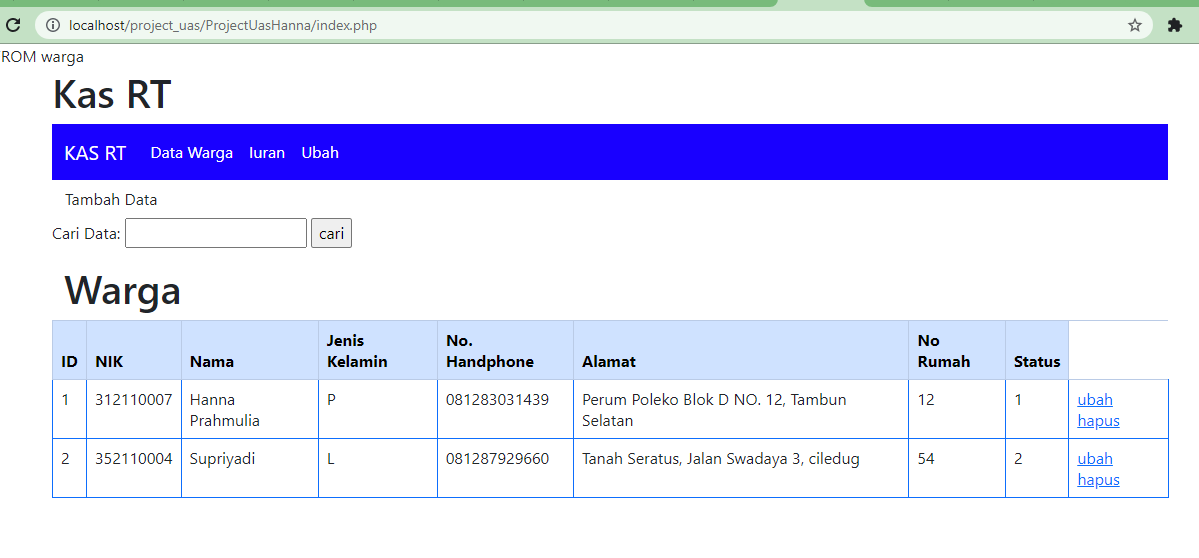 localhost/project_uas/ProjectUasHanna/index.php
ROM warga
Kas RT
KAS RT Data Warga Iuran Ubah
Tambah Data
Cari Data: cari
Warga
ID NIK Nama Jenis Kelamin No. Handphone Alamat No Rumah Status
1 312110007 Hanna Prahmulia P 081283031439 Perum Poleko Blok D NO. 12, Tambun Selatan 12 1 ubah hapus
2 352110004 Supriyadi L 081287929660 Tanah Seratus, Jalan Swadaya 3, ciledug 54 2 ubah hapus